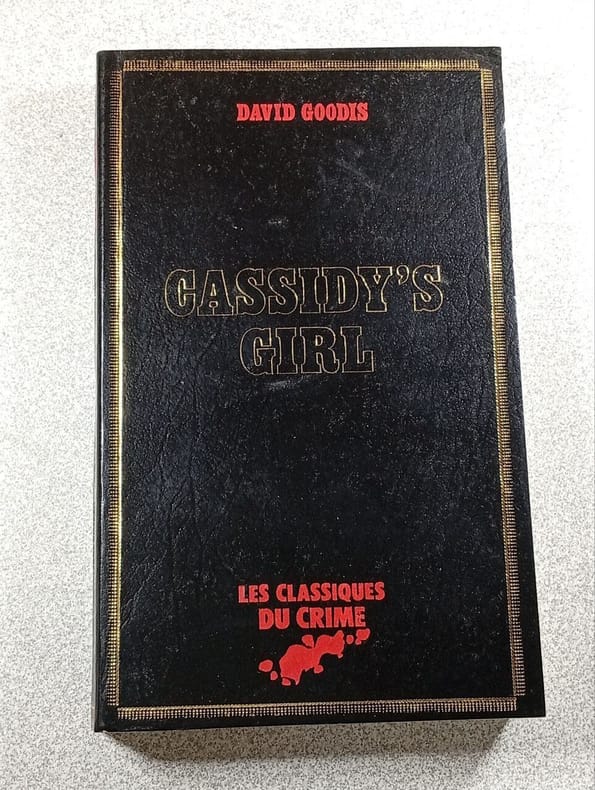 DAVID GOODIS
CASSIDY'S
GIRL
LES CLASSIQUES
DU CRIME